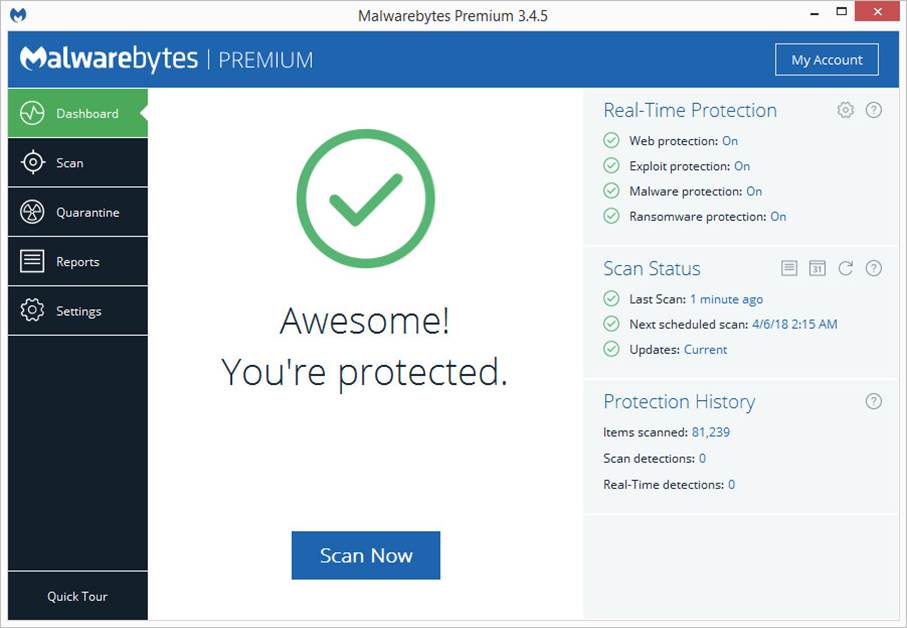 Malwarebytes Premium 3.4.5
Malwarebytes | PREMIUM
My Account
Dashboard
Scan
Quarantine
Reports
Settings
Quick Tour
Awesome!
You're protected.
Scan Now
Real-Time Protection
Web protection: On
Exploit protection: On
Malware protection: On
Ransomware protection: On
Scan Status
31
Last Scan: 1 minute ago
Next scheduled scan: 4/6/18 2:15 AM
Updates: Current
Protection History
Items scanned: 81,239
Scan detections: 0
Real-Time detections: 0